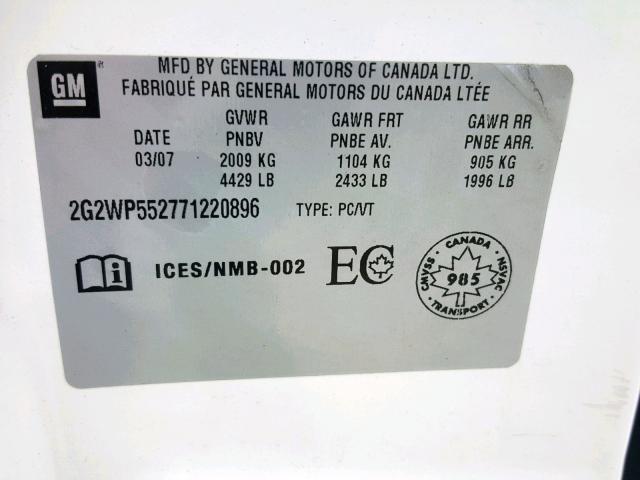 GM
MFD BY GENERAL MOTORS OF CANADA LTD.
FABRIQUÉ PAR GENERAL MOTORS DU CANADA LTÉE
GVWR GAWR FRT GAWR RR
DATE PNBV PNBE AV. PNBE ARR.
03/07 2009 KG 1104 KG 905 KG
4429 LB 2433 LB 1996 LB
2G2WP552771220896 TYPE: PC/VT
i ICES/NMB-002 EC
CANADA
CMVSS 985 NSVAC
TRANSPORT